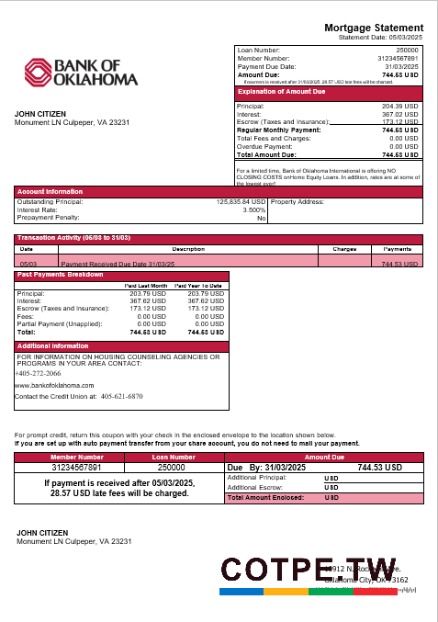 Mortgage Statement
Statement Date: 05/03/2025
BANK OF
OKLAHOMA
Loan Number: 250000
Member Number: 31234567891
Payment Due Date: 31/03/2025
Amount Due: 744.65 USD
If payment is received after 31/03/2025, 28.57 USD late fees will be charged.
Explanation of Amount Due
Principal: 204.39 USD
Interest: 367.02 USD
Escrow (Taxes and Insurance): 173.12 USD
Regular Monthly Payment: 744.65 USD
Total Fees and Charges: 0.00 USD
Overdue Payment: 0.00 USD
Total Amount Due: 744.65 USD
JOHN CITIZEN
Monument LN Culpeper, VA 23231
For a limited time, Bank of Oklahoma International is offering NO
CLOSING COSTS on Home Equity Loans. In addition, rates are at some of
the lowest ever!
Account Information
Outstanding Principal: 125,835.84 USD Property Address:
Interest Rate: 3.500%
Prepayment Penalty: No
Transaction Activity (06/03 to 31/03)
Date Description Charges Payments
05/03 Payment Received Due Date 31/03/25 744.53 USD
Past Payments Breakdown
Paid Last Month Paid Year To Date
Principal: 203.79 USD 203.79 USD
Interest: 367.62 USD 367.62 USD
Escrow (Taxes and Insurance): 173.12 USD 173.12 USD
Fees: 0.00 USD 0.00 USD
Partial Payment (Unapplied): 0.00 USD 0.00 USD
Total: 744.65 USD 744.65 USD
Additional Information
FOR INFORMATION ON HOUSING COUNSELING AGENCIES OR
PROGRAMS IN YOUR AREA CONTACT:
+405-272-2066
www.bankofoklahoma.com
Contact the Credit Union at: 405-621-6870
For prompt credit, return this coupon with your check in the enclosed envelope to the location shown below.
If you are set up with auto payment transfer from your share account, you do not need to mail your payment.
Member Number Loan Number Amount Due
31234567891 250000 Due By: 31/03/2025 744.53 USD
If payment is received after 05/03/2025,
28.57 USD late fees will be charged.
Additional Principal: USD
Additional Escrow: USD
Total Amount Enclosed: USD
JOHN CITIZEN
Monument LN Culpeper, VA 23231
COTPE.TW
Oklahoma City, OK 73162